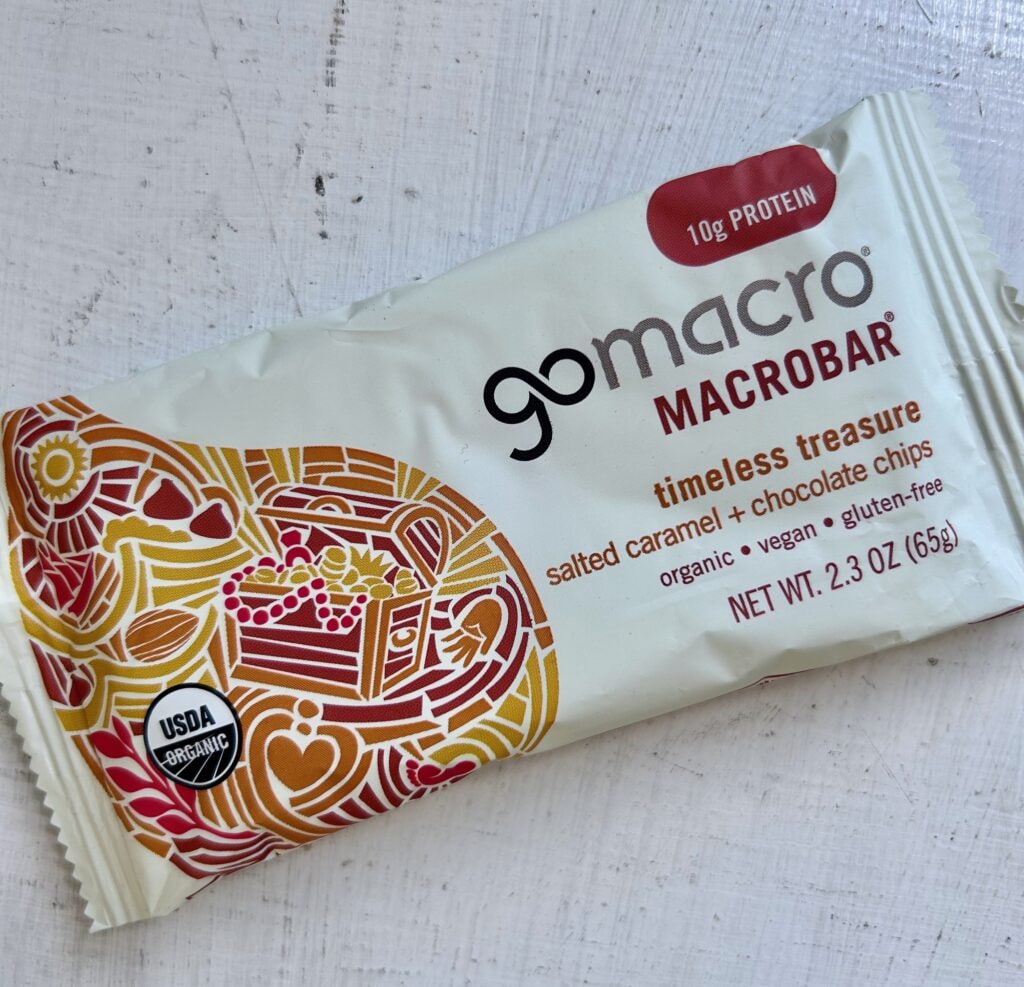 10g PROTEIN
gomacro®
MACROBAR®
timeless treasure
salted caramel + chocolate chips
organic • vegan • gluten-free
NET WT. 2.3 OZ (65g)
USDA
ORGANIC